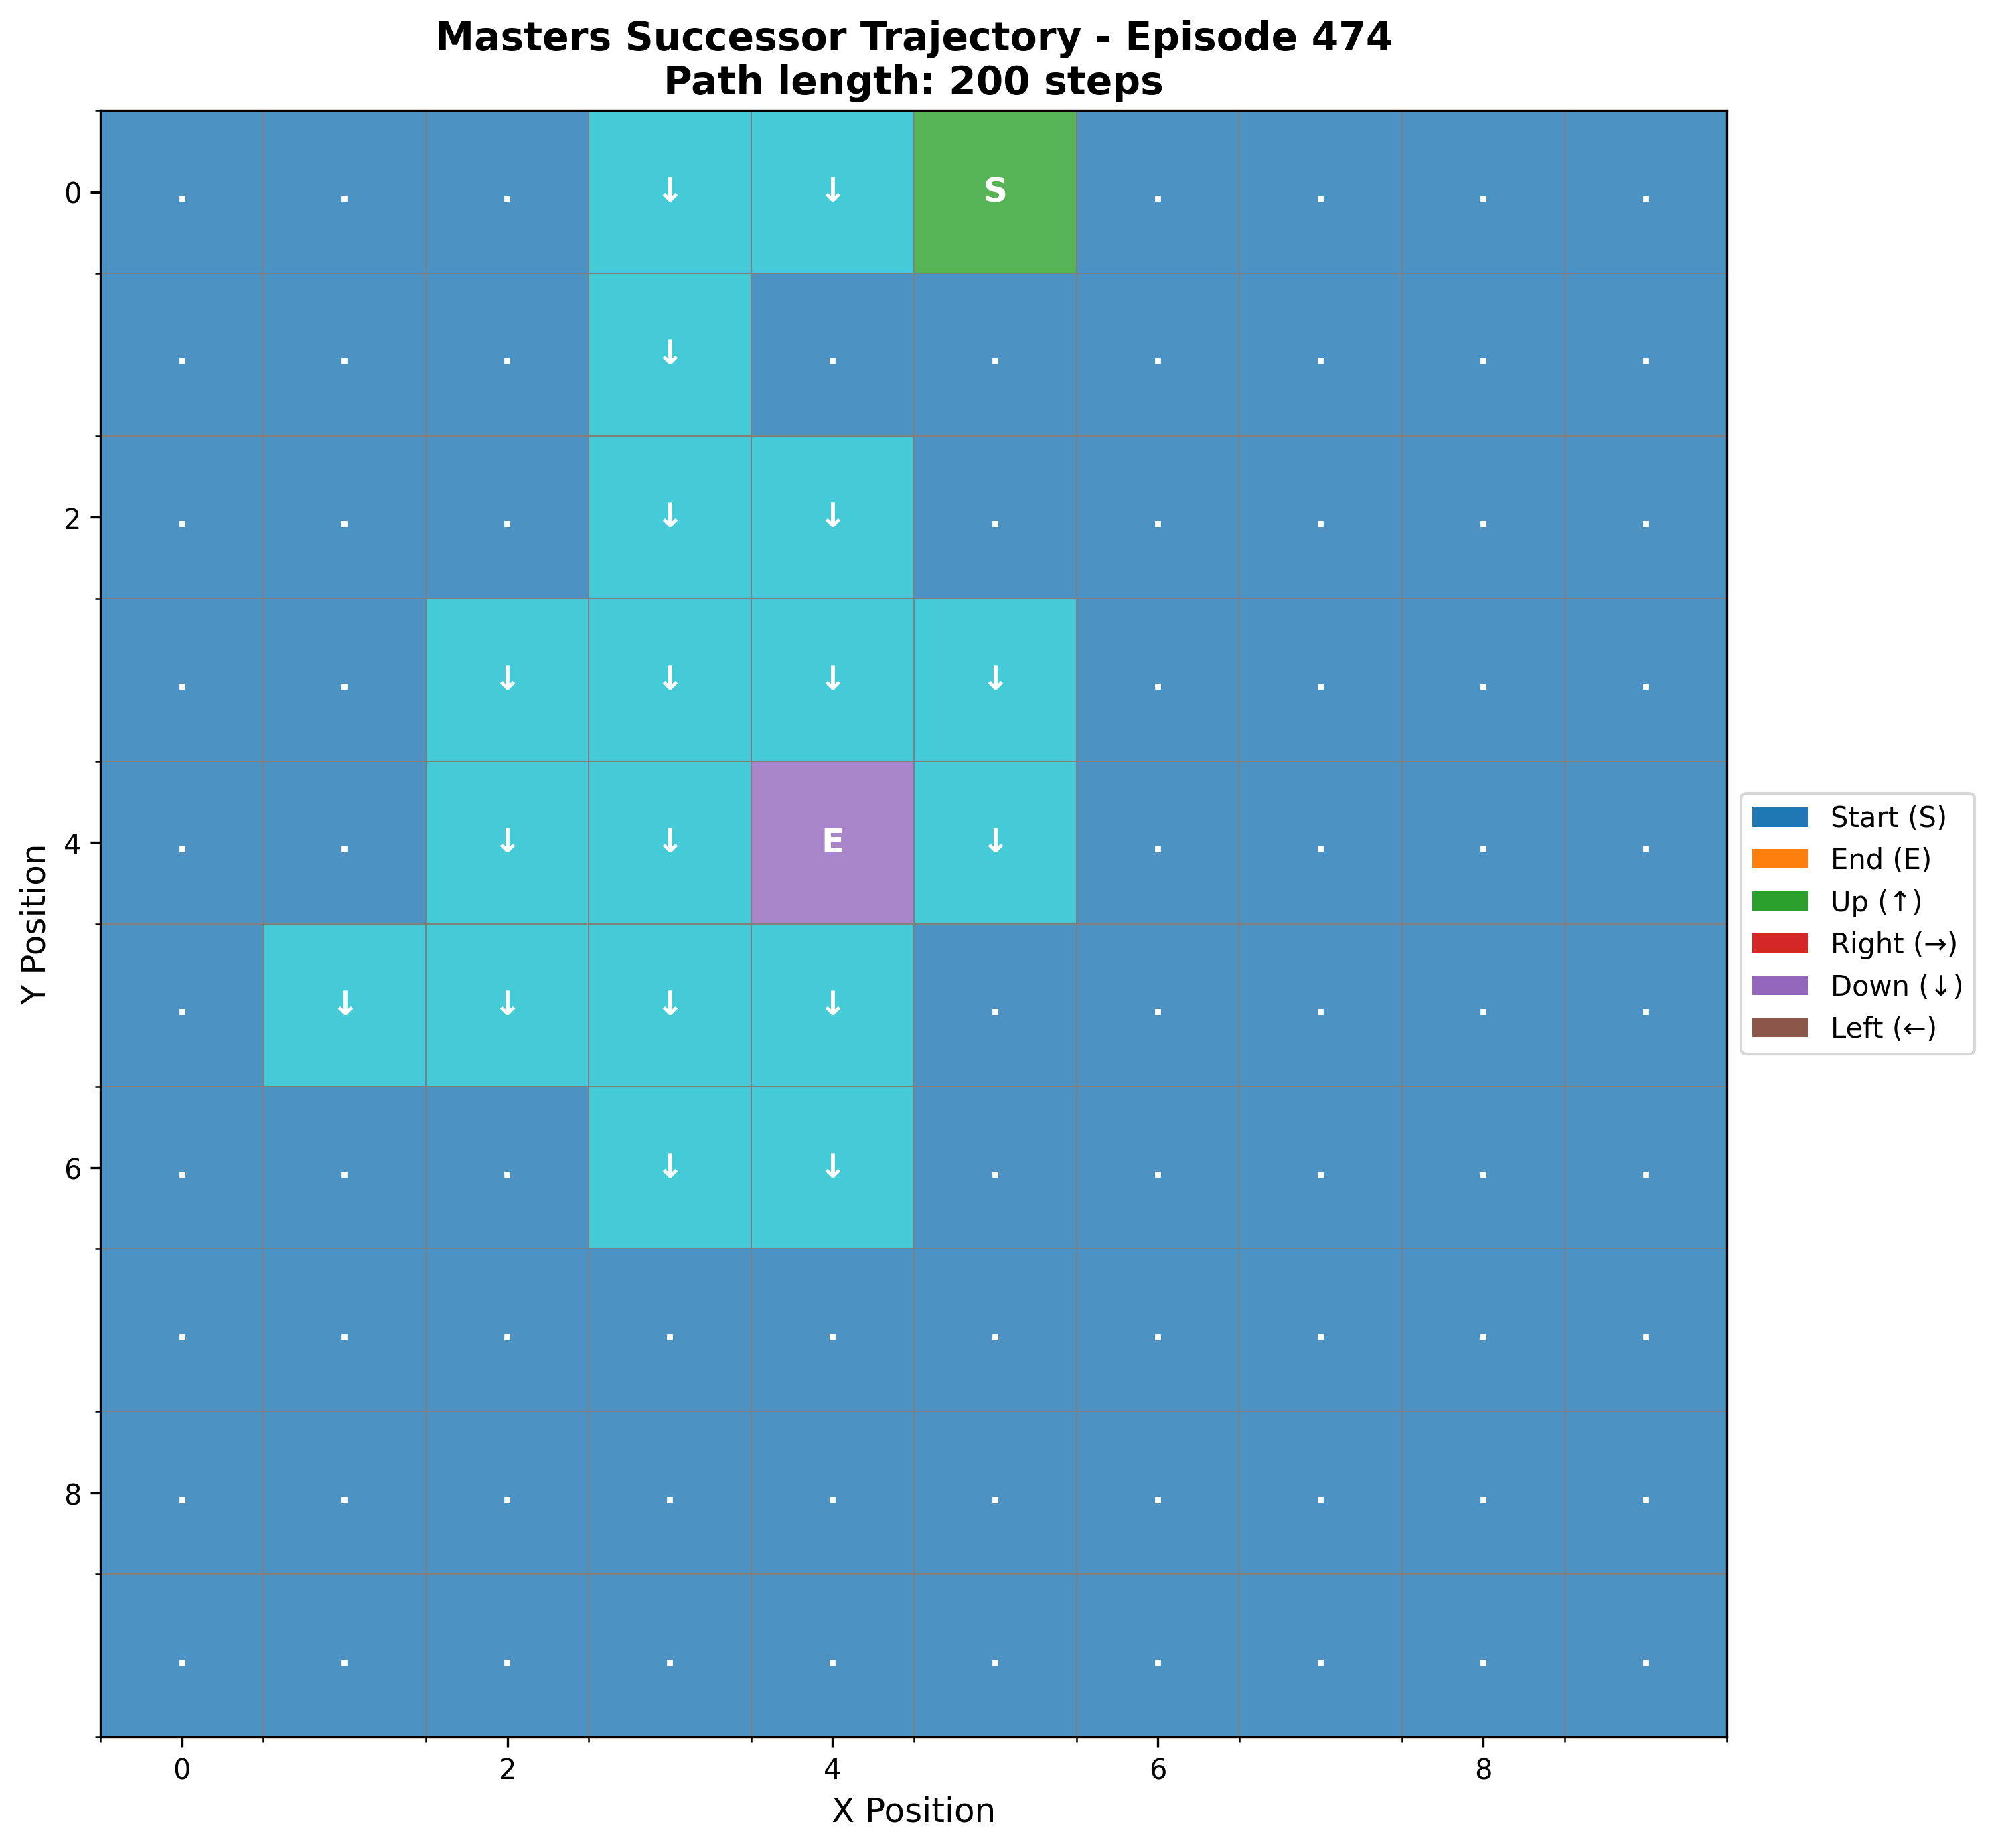 Masters Successor Trajectory - Episode 474
Path length: 200 steps
0 . . . ↓ ↓ S . . . .
. . . ↓ . . . . . .
2 . . . ↓ ↓ . . . . .
. . ↓ ↓ ↓ ↓ . . . .
4 . . ↓ ↓ E ↓ . . . .
. ↓ ↓ ↓ ↓ . . . . .
6 . . . ↓ ↓ . . . . .
. . . . . . . . . .
8 . . . . . . . . . .
. . . . . . . . . .
0 2 4 6 8
X Position
Y Position
Start (S)
End (E)
Up (↑)
Right (→)
Down (↓)
Left (←)